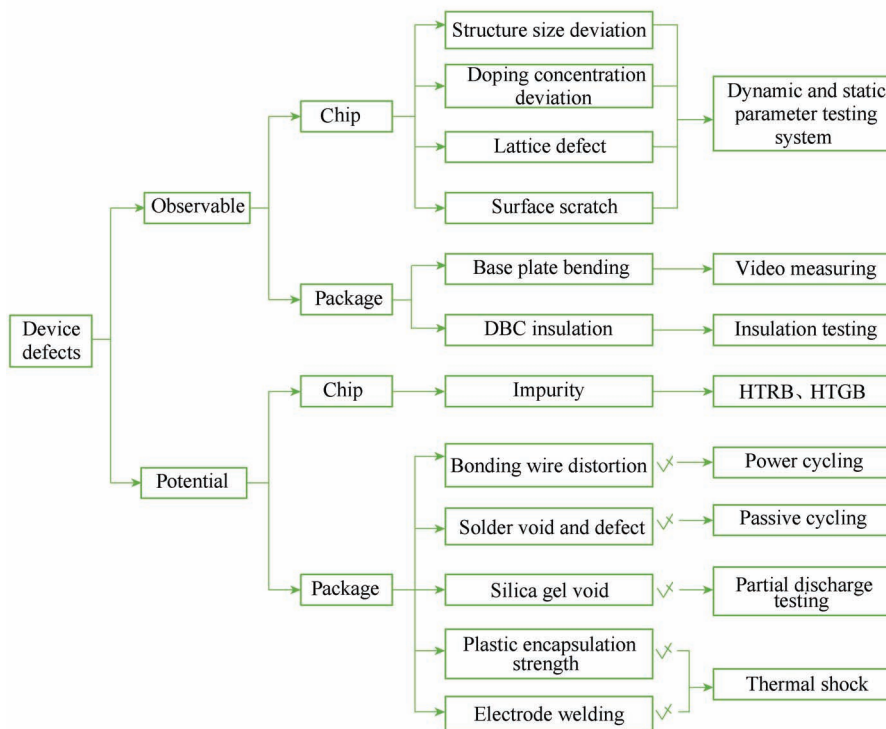 Structure size deviation
Doping concentration
deviation
Dynamic and static
parameter testing
system
Chip
Lattice defect
Observable
Surface scratch
Base plate bending
Video measuring
Package
Device
defects
DBC insulation
Insulation testing
Chip
Impurity
HTRB、HTGB
Bonding wire distortion
Power cycling
Potential
Solder void and defect
Passive cycling
Package
Silica gel void
Partial discharge
testing
Plastic encapsulation
strength
Thermal shock
Electrode welding